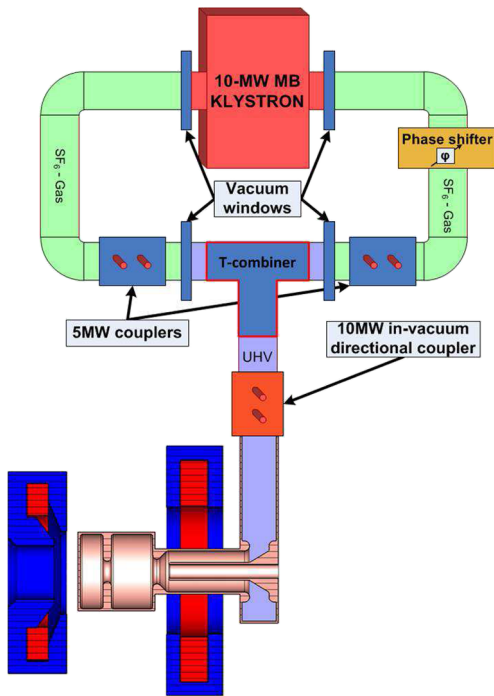 10-MW MB
KLYSTRON
Phase shifter
φ
SF6 - Gas
SF6 - Gas
Vacuum
windows
T-combiner
5MW couplers
10MW in-vacuum
directional coupler
UHV